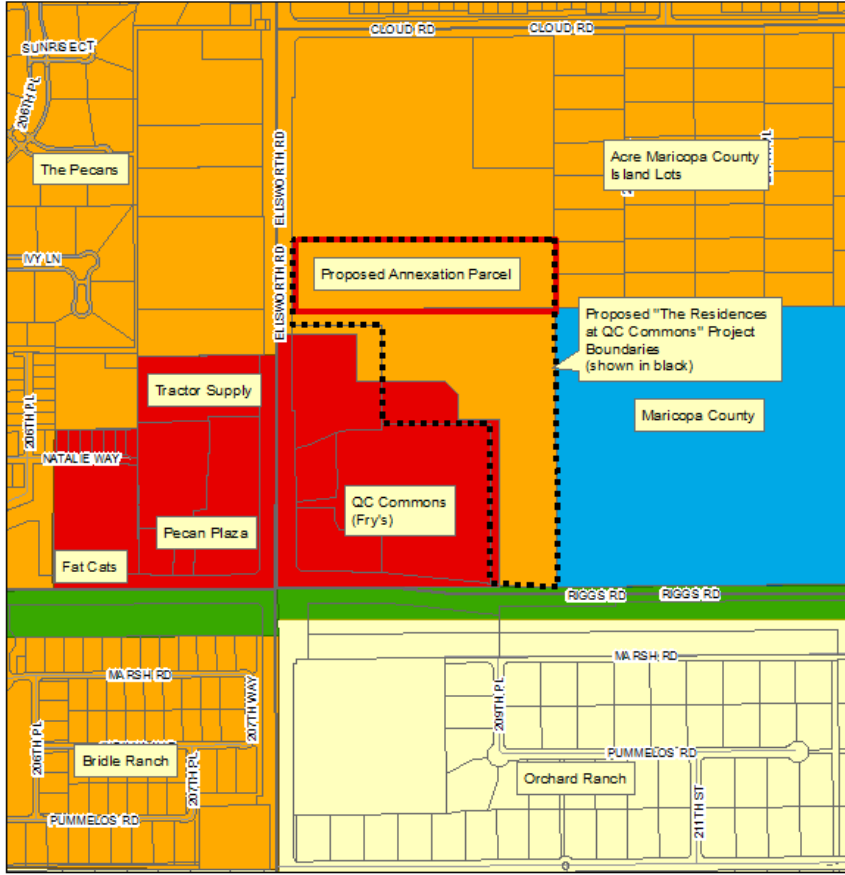 CLOUD RD
CLOUD RD
SUNRISE CT
206TH PL
ELLSWORTH RD
The Pecans
Acre Maricopa County
Island Lots
IVY LN
ELLSWORTH RD
Proposed Annexation Parcel
Proposed "The Residences
at QC Commons" Project
Boundaries
(shown in black)
Tractor Supply
206TH PL
Maricopa County
NATALIE WAY
QC Commons
(Fry's)
Pecan Plaza
Fat Cats
RIGGS RD
RIGGS RD
MARSH RD
MARSH RD
207TH WAY
209TH PL
206TH PL
Bridle Ranch
207TH PL
PUMMELOS RD
Orchard Ranch
211TH ST
PUMMELOS RD